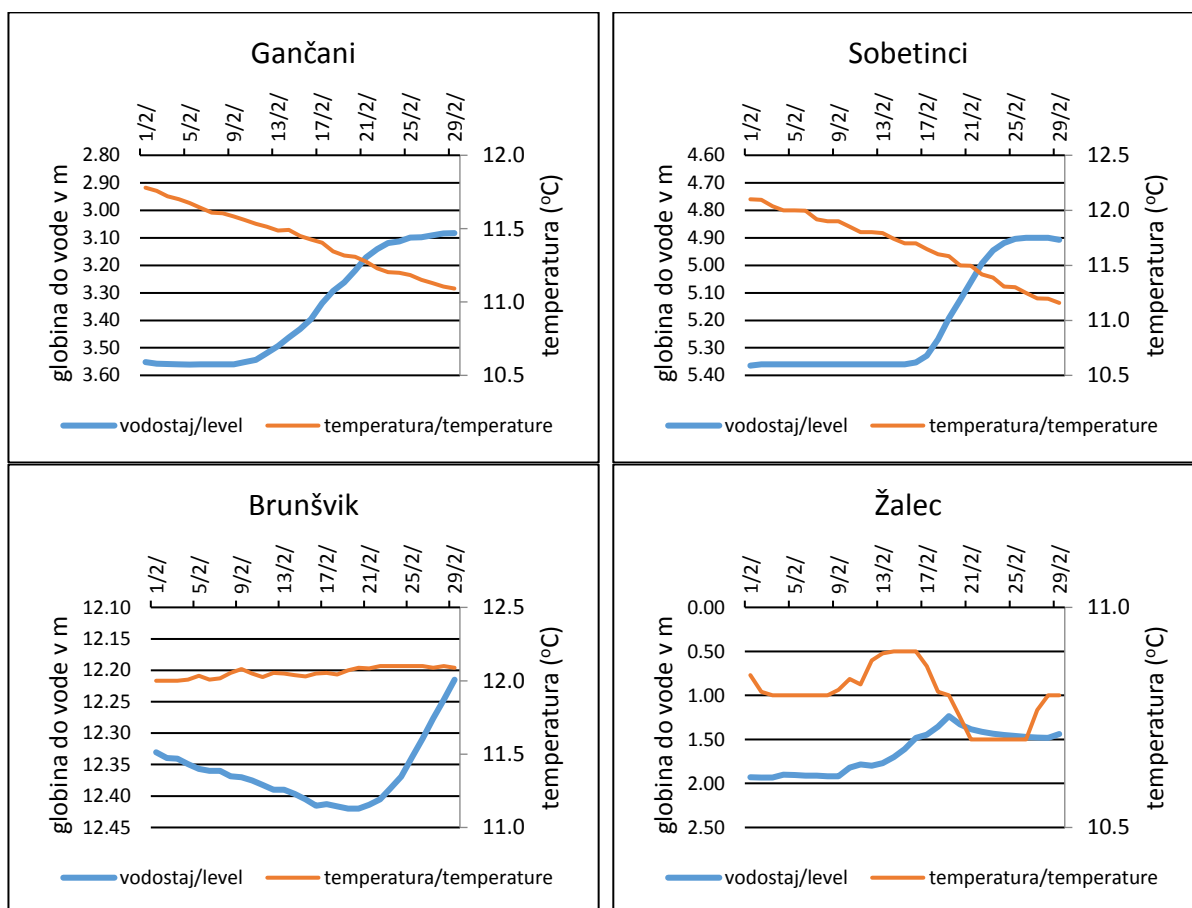 Gančani
1/2/ 5/2/ 9/2/ 13/2/ 17/2/ 21/2/ 25/2/ 29/2/
globina do vode v m
2.80
2.90
3.00
3.10
3.20
3.30
3.40
3.50
3.60
12.0
11.5
11.0
10.5
temperatura (ºC)
vodostaj/level temperatura/temperature
Sobetinci
1/2/ 5/2/ 9/2/ 13/2/ 17/2/ 21/2/ 25/2/ 29/2/
globina do vode v m
4.60
4.70
4.80
4.90
5.00
5.10
5.20
5.30
5.40
12.5
12.0
11.5
11.0
10.5
temperatura (ºC)
vodostaj/level temperatura/temperature
Brunšvik
1/2/ 5/2/ 9/2/ 13/2/ 17/2/ 21/2/ 25/2/ 29/2/
globina do vode v m
12.10
12.15
12.20
12.25
12.30
12.35
12.40
12.45
12.5
12.0
11.5
11.0
temperatura (ºC)
vodostaj/level temperatura/temperature
Žalec
1/2/ 5/2/ 9/2/ 13/2/ 17/2/ 21/2/ 25/2/ 29/2/
globina do vode v m
0.00
0.50
1.00
1.50
2.00
2.50
11.0
10.5
temperatura (ºC)
vodostaj/level temperatura/temperature